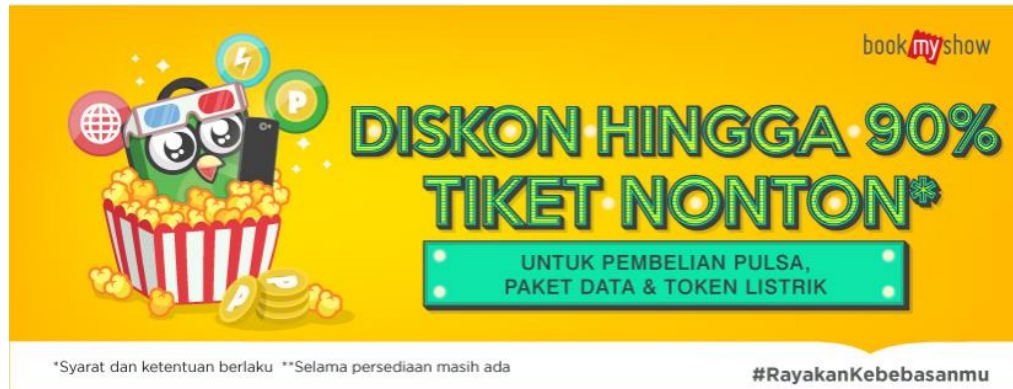 bookmyshow
P
DISKON HINGGA 90%
TIKET NONTON*
UNTUK PEMBELIAN PULSA,
PAKET DATA & TOKEN LISTRIK
P P
*Syarat dan ketentuan berlaku **Selama persediaan masih ada
#RayakanKebebasanmu